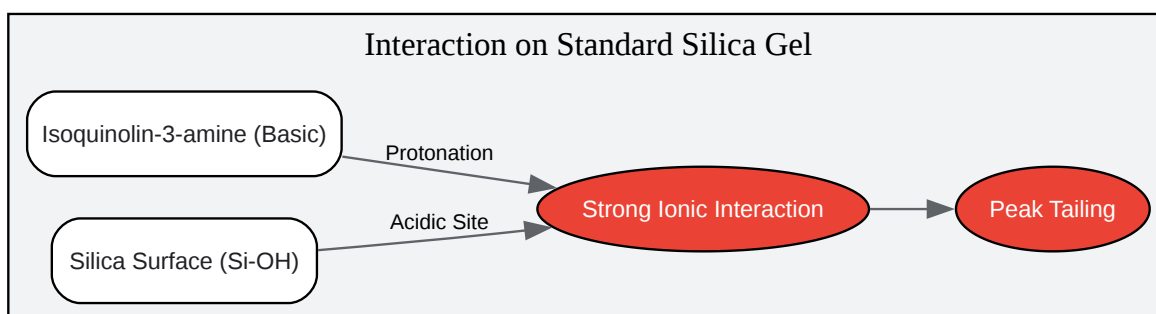 Interaction on Standard Silica Gel
Isoquinolin-3-amine (Basic)
Protonation
Strong Ionic Interaction
Peak Tailing
Acidic Site
Silica Surface (Si-OH)